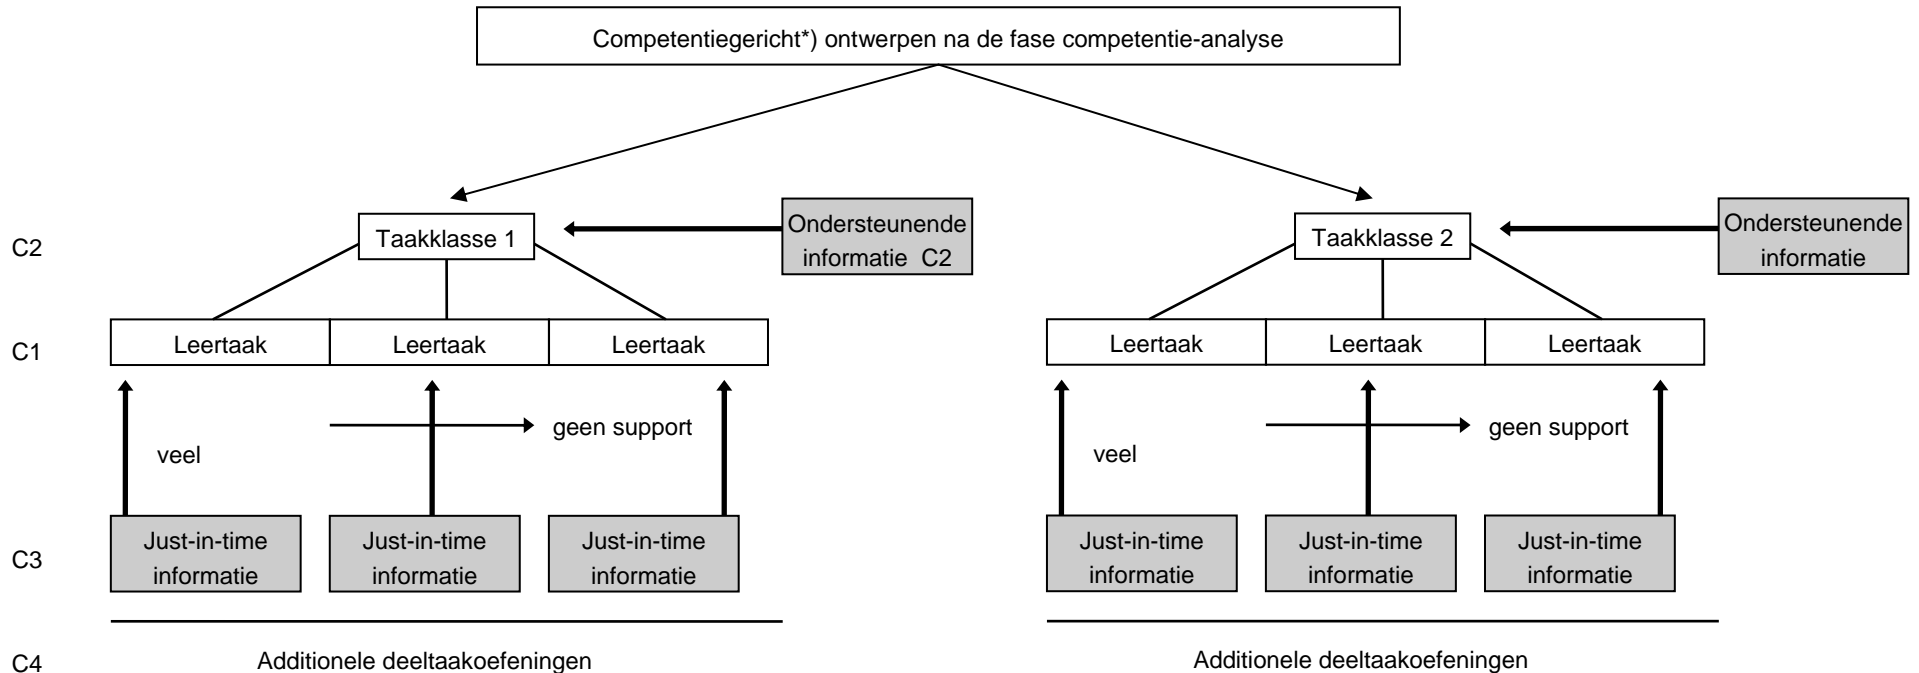 Competentiegericht*) ontwerpen na de fase competentie-analyse
C2
Taakklasse 1
Ondersteunende
informatie C2
Taakklasse 2
Ondersteunende
informatie
C1
Leertaak
Leertaak
Leertaak
Leertaak
Leertaak
Leertaak
veel
geen support
veel
geen support
C3
Just-in-time
informatie
Just-in-time
informatie
Just-in-time
informatie
Just-in-time
informatie
Just-in-time
informatie
Just-in-time
informatie
C4
Additionele deeltaakoefeningen
Additionele deeltaakoefeningen